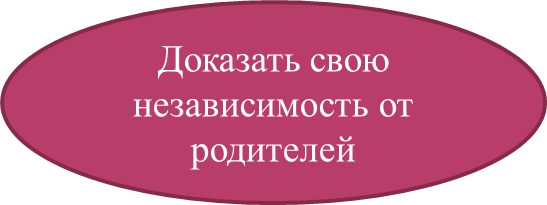 Доказать свою
независимость от
родителей